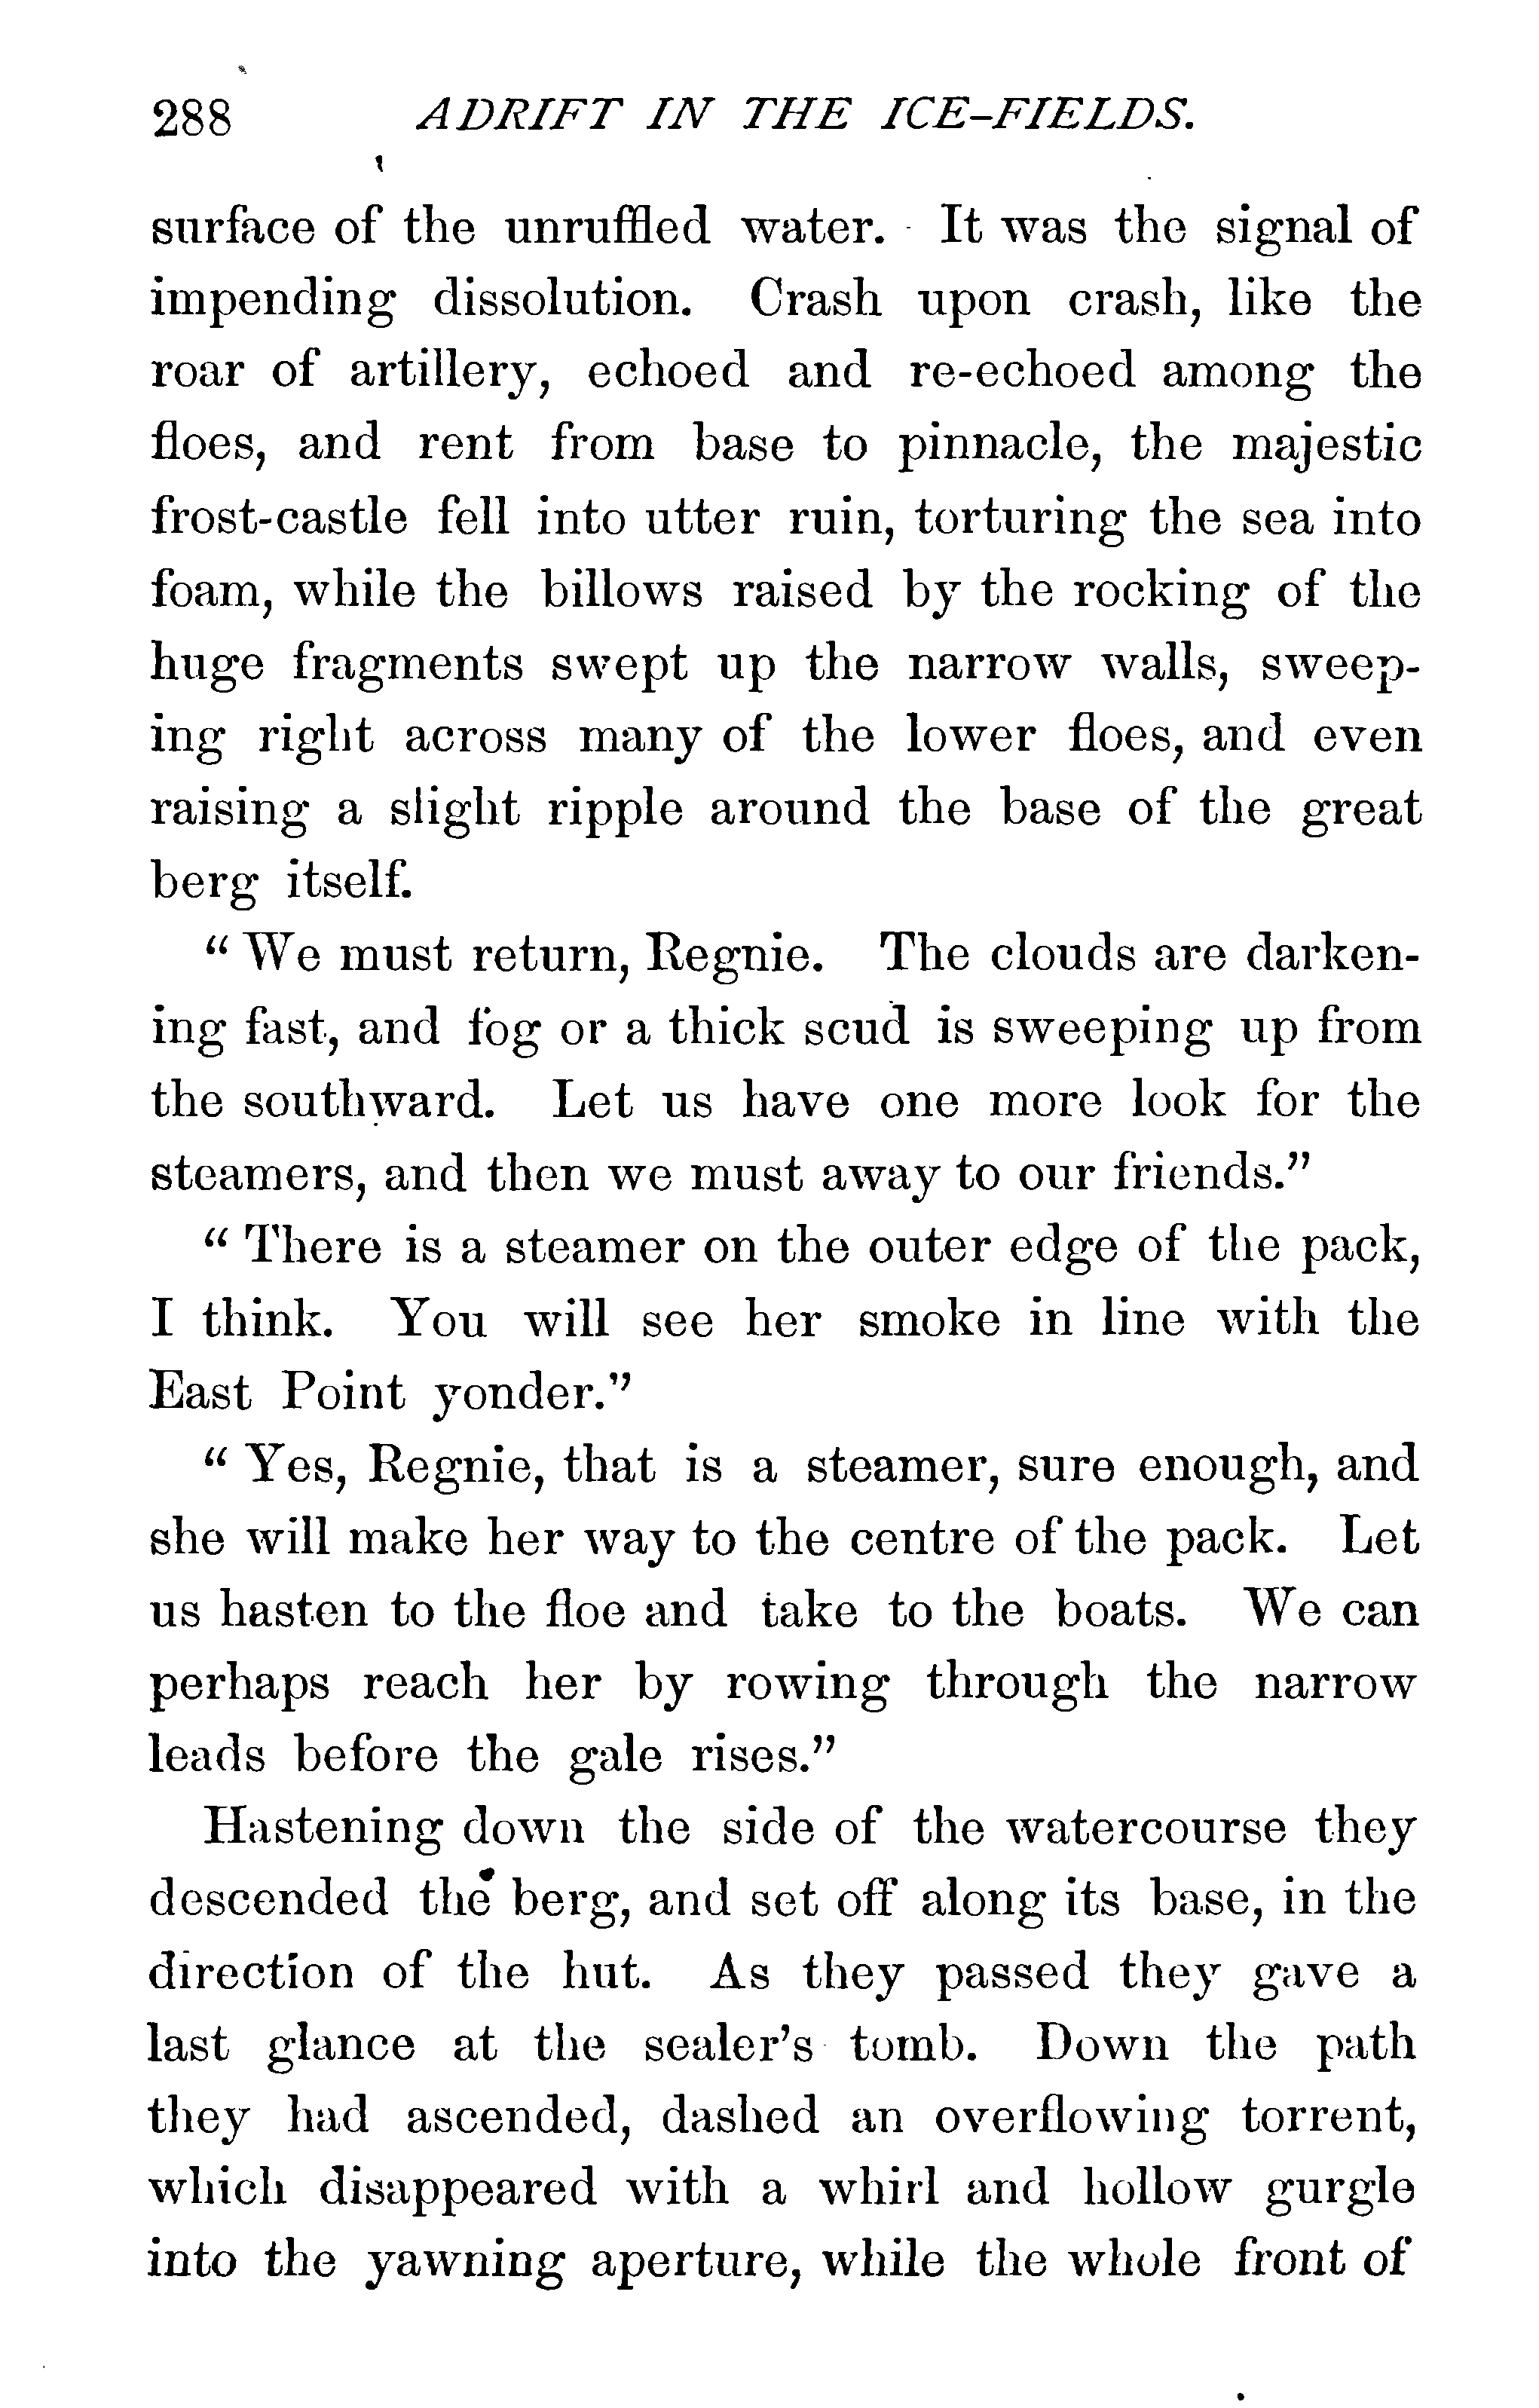 288 ADRIFT IN THE ICE-FIELDS.
surface of the unruffled water. It was the signal of
impending dissolution. Crash upon crash, like the
roar of artillery, echoed and re-echoed among the
floes, and rent from base to pinnacle, the majestic
frost-castle fell into utter ruin, torturing the sea into
foam, while the billows raised by the rocking of the
huge fragments swept up the narrow walls, sweep-
ing right across many of the lower floes, and even
raising a slight ripple around the base of the great
berg itself.
“We must return, Regnie. The clouds are darken-
ing fast, and fog or a thick scud is sweeping up from
the southward. Let us have one more look for the
steamers, and then we must away to our friends.”
“There is a steamer on the outer edge of the pack,
I think. You will see her smoke in line with the
East Point yonder.”
“Yes, Regnie, that is a steamer, sure enough, and
she will make her way to the centre of the pack. Let
us hasten to the floe and take to the boats. We can
perhaps reach her by rowing through the narrow
leads before the gale rises.”
Hastening down the side of the watercourse they
descended the berg, and set off along its base, in the
direction of the hut. As they passed they gave a
last glance at the sealer’s tomb. Down the path
they had ascended, dashed an overflowing torrent,
which disappeared with a whirl and hollow gurgle
into the yawning aperture, while the whole front of